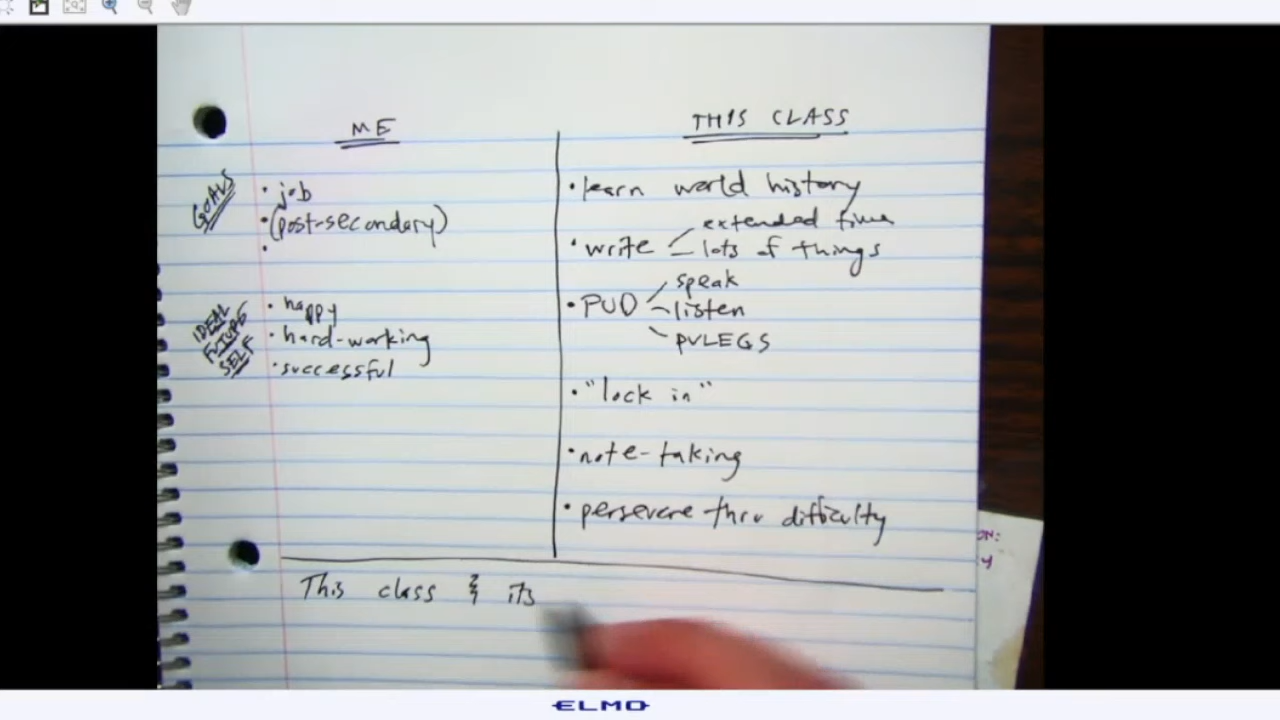 ME
THIS CLASS
GOALS
• job
• (post-secondary)
•
IDEAL
FUTURE
SELF
• happy
• hard-working
• successful
• learn world history
• write
extended time
lots of things
• PUD
speak
listen
PVLEGS
• "lock in"
• note-taking
• persevere thru difficulty
This class & its
ON:
ELMO